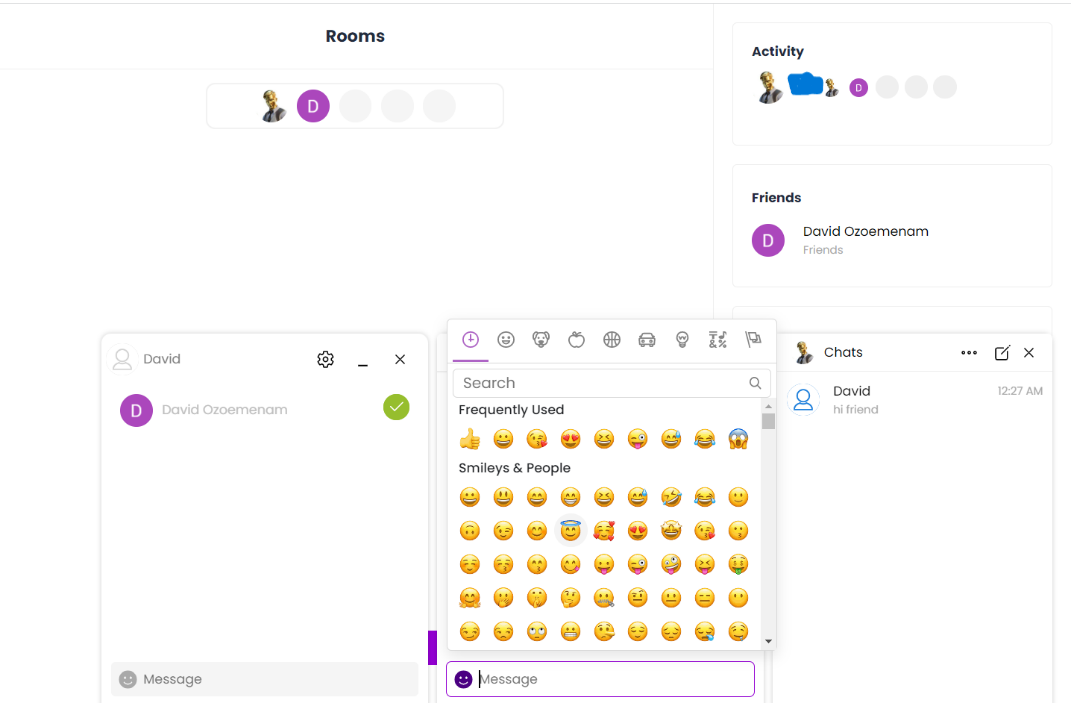 Rooms
D
Activity
D
Friends
D
David Ozoemenam
Friends
David
D
David Ozoemenam
Message
Search
Frequently Used
Smileys & People
Message
Chats
David
12:27 AM
hi friend